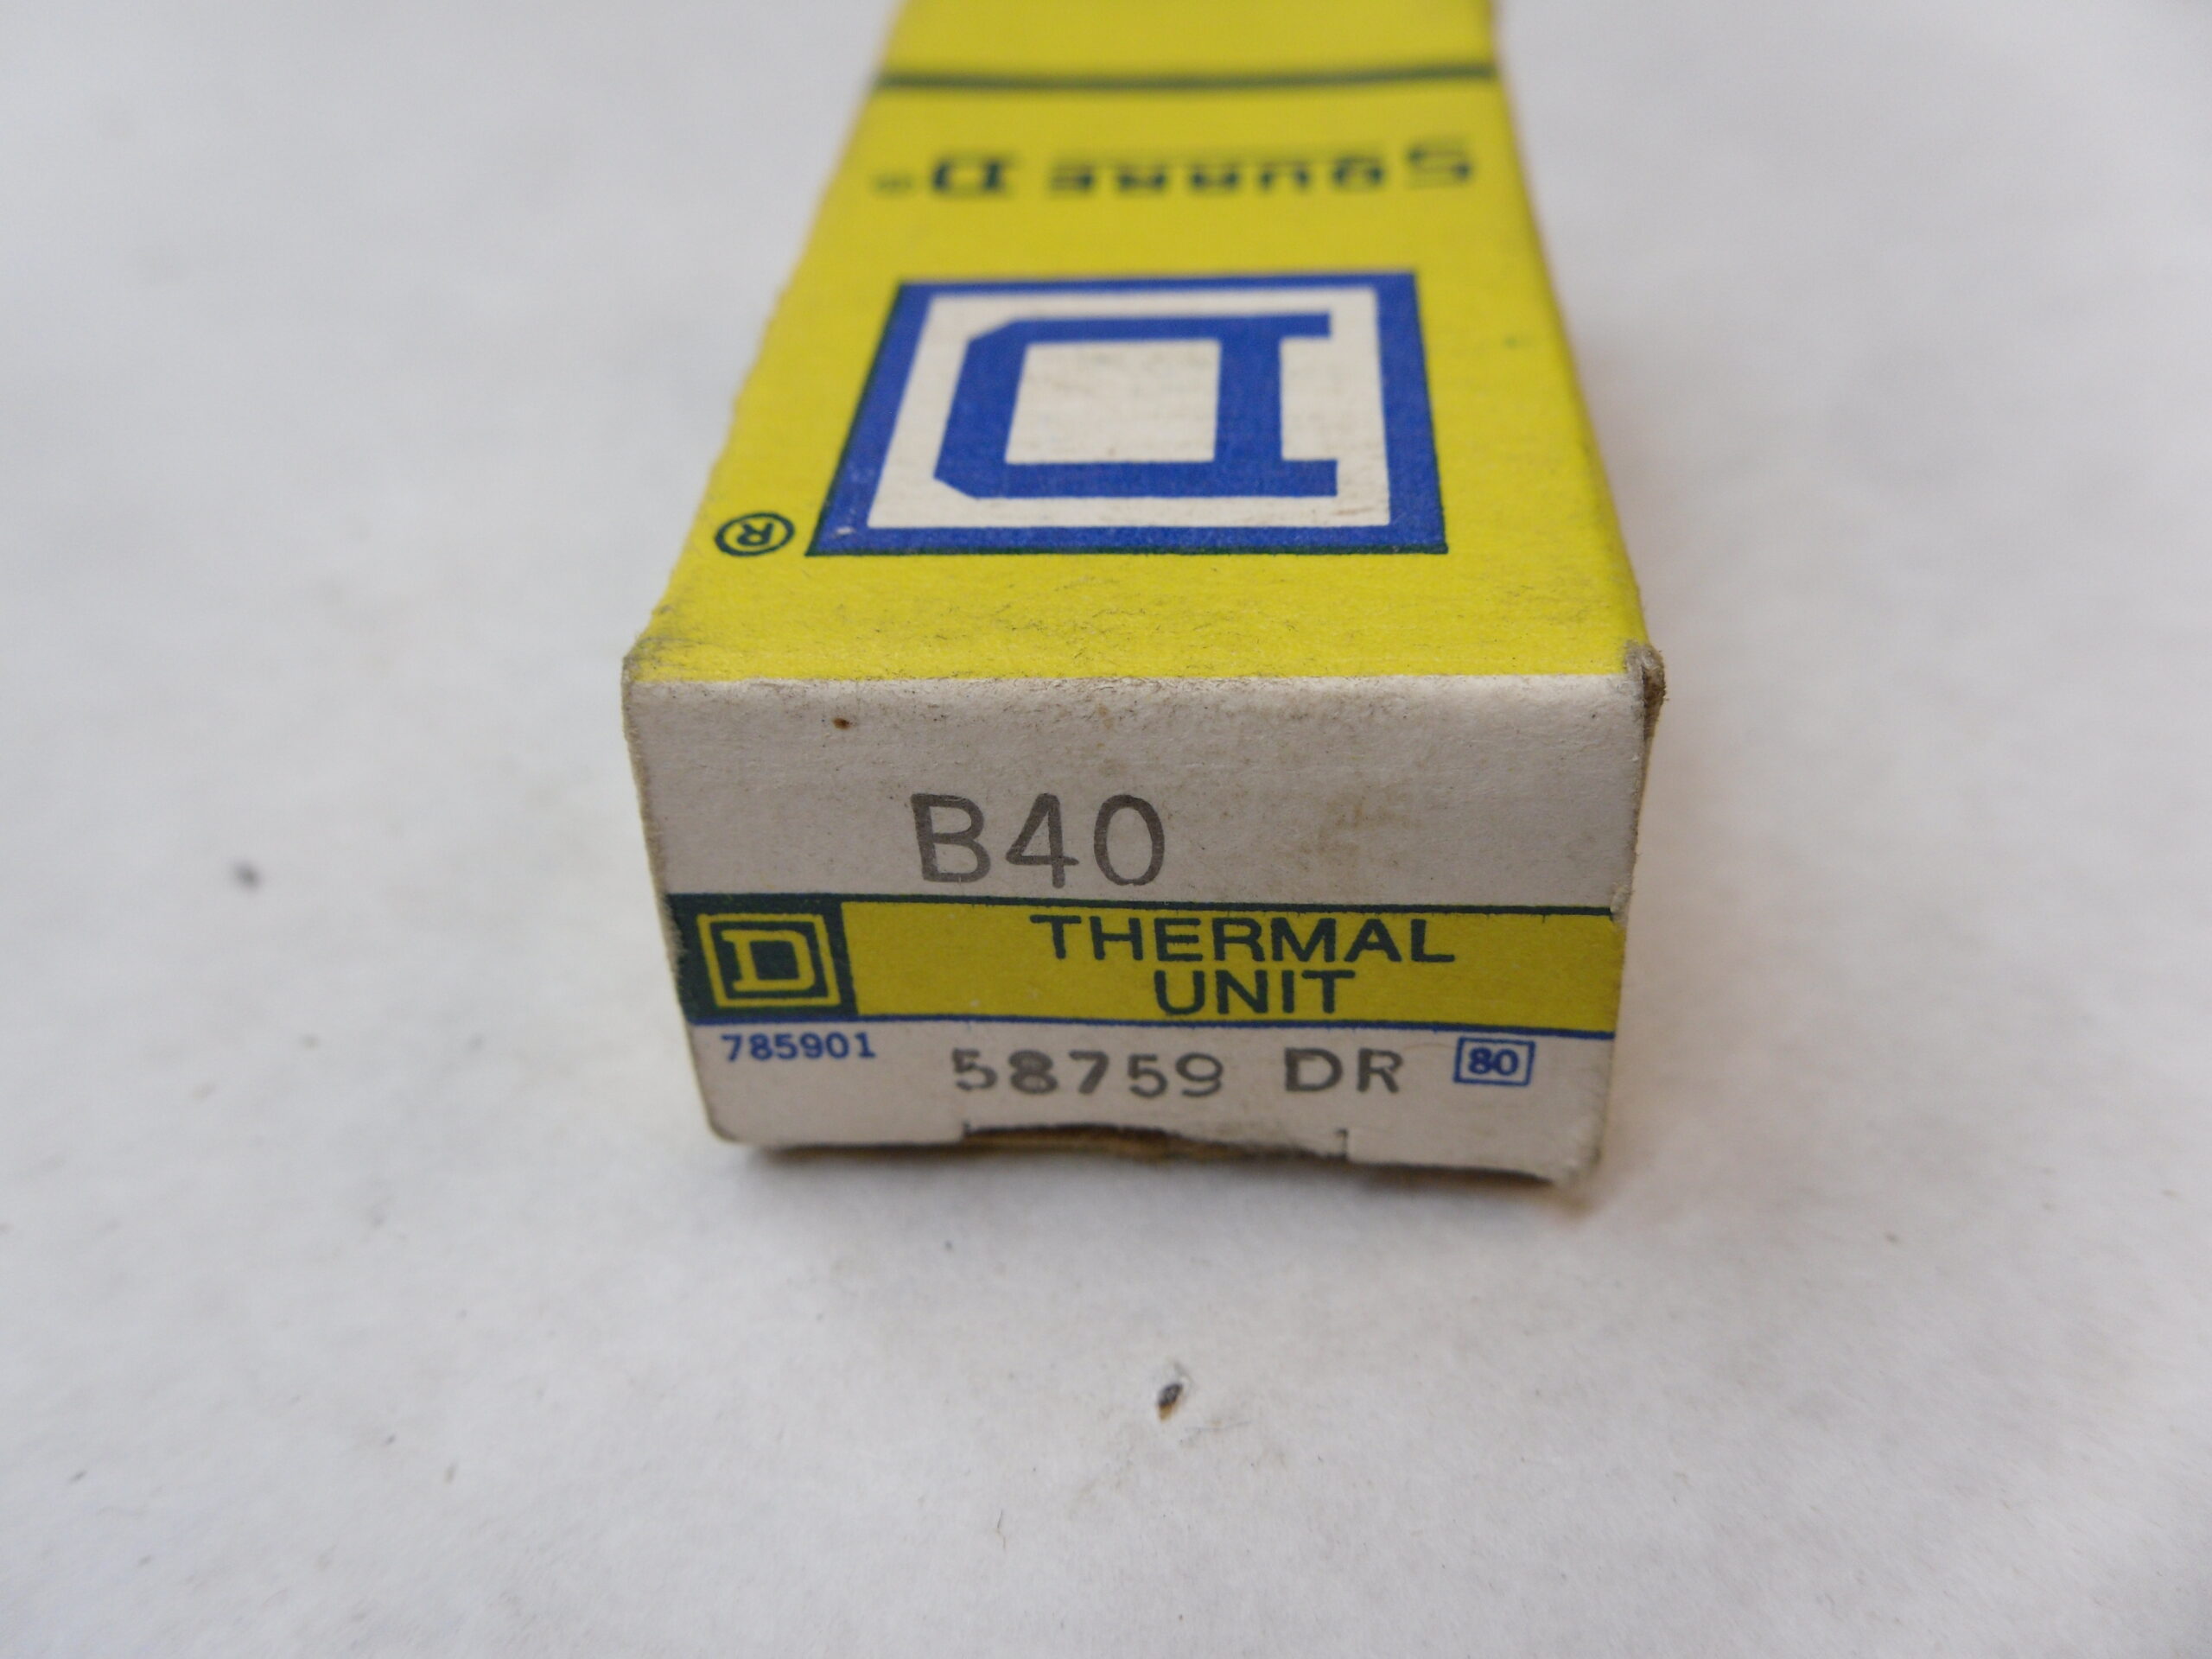 SQUARE D®
D
®
B40
D
THERMAL
UNIT
785901
58759 DR
80